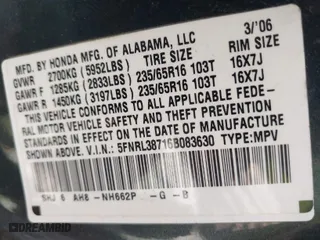 MFD. BY HONDA MFG. OF ALABAMA, LLC 3/'06
GVWR 2700KG (5952LBS) TIRE SIZE RIM SIZE
GAWR F 1285KG (2833LBS) 235/65R16 103T 16X7J
GAWR R 1450KG (3197LBS) 235/65R16 103T 16X7J
THIS VEHICLE CONFORMS TO ALL APPLICABLE FEDE-
RAL MOTOR VEHICLE SAFETY AND THEFT PREVENTION
STANDARDS IN EFFECT ON THE DATE OF MANUFACTURE
SHOWN ABOVE. V.I.N: 5FNRL38716B083630 TYPE:MPV
SHJ 6 AH8 -NH662P -G -B
DREAMBID